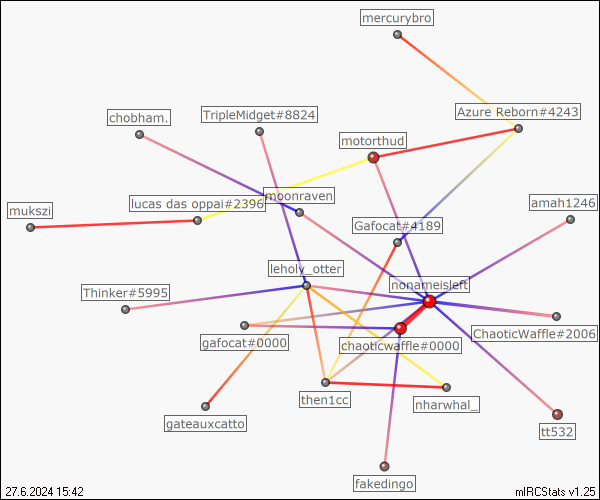 mercurybro
Azure Reborn#4243
TripleMidget#8824
chobham.
motorthud
moonraven
amah1246
lucas das oppai#2396
mukszi
Gafocat#4189
leholy_otter
nonameisleft
Thinker#5995
ChaoticWaffle#2006
gafocat#0000
chaoticwaffle#0000
then1cc
nharwhal_
gateauxcatto
tt532
fakedingo
27.6.2024 15:42
mIRCStats v1.25